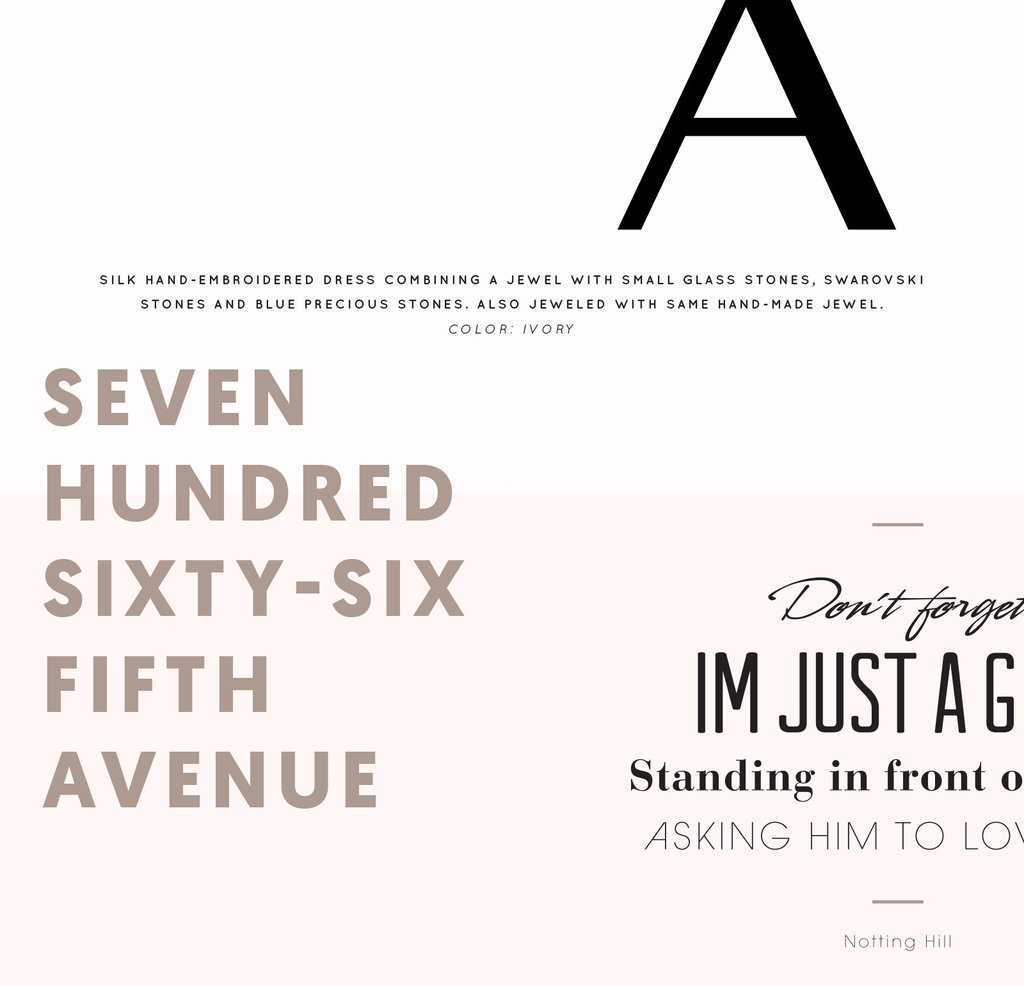 A
SILK HAND-EMBROIDERED DRESS COMBINING A JEWEL WITH SMALL GLASS STONES, SWAROVSKI
STONES AND BLUE PRECIOUS STONES. ALSO JEWELED WITH SAME HAND-MADE JEWEL.
COLOR: IVORY
SEVEN
HUNDRED
SIXTY-SIX
FIFTH
AVENUE
Don't forget
IM JUST A G
Standing in front o
ASKING HIM TO LOV
Notting Hill